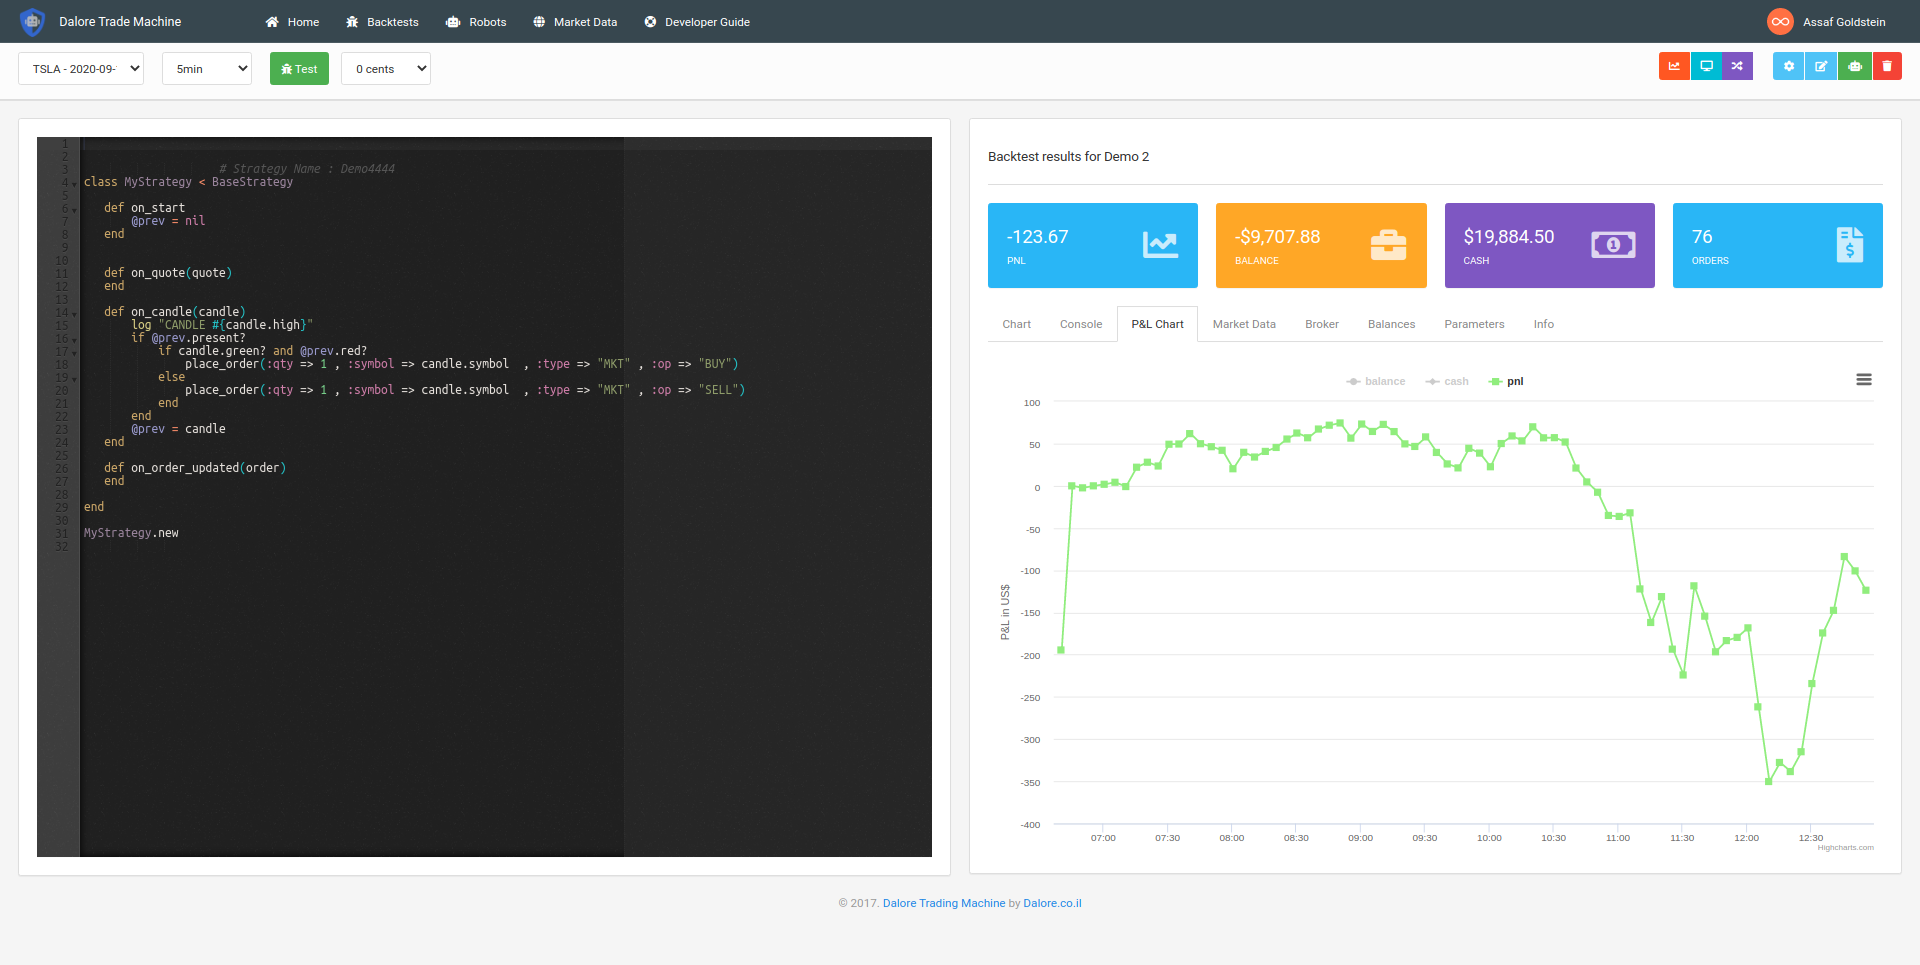 Dalore Trade Machine Home Backtests Robots Market Data Developer Guide Assaf Goldstein
TSLA - 2020-09- 5min Test 0 cents
1
2
3 # Strategy Name : Demo4444
4 class MyStrategy < BaseStrategy
5
6 def on_start
7 @prev = nil
8 end
9
10
11 def on_quote(quote)
12 end
13
14 def on_candle(candle)
15 log "CANDLE #{candle.high}"
16 if @prev.present?
17 if candle.green? and @prev.red?
18 place_order(:qty => 1 , :symbol => candle.symbol , :type => "MKT" , :op => "BUY")
19 else
20 place_order(:qty => 1 , :symbol => candle.symbol , :type => "MKT" , :op => "SELL")
21 end
22 end
23 @prev = candle
24 end
25
26 def on_order_updated(order)
27 end
28
29 end
30
31 MyStrategy.new
32
Backtest results for Demo 2
-123.67
PNL
-$9,707.88
BALANCE
$19,884.50
CASH
76
ORDERS
Chart Console P&L Chart Market Data Broker Balances Parameters Info
balance cash pnl
P&L in US$
100
50
0
-50
-100
-150
-200
-250
-300
-350
-400
07:00 07:30 08:00 08:30 09:00 09:30 10:00 10:30 11:00 11:30 12:00 12:30
Highcharts.com
© 2017. Dalore Trading Machine by Dalore.co.il